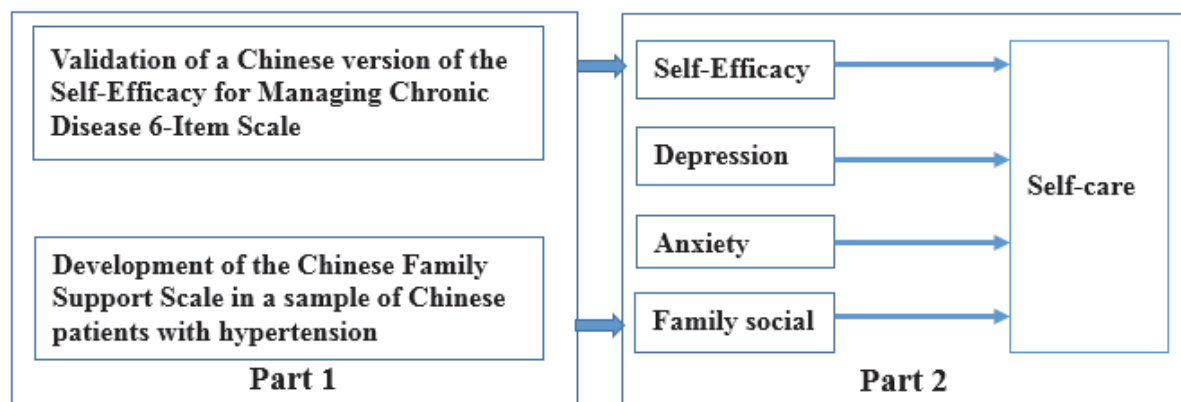 Validation of a Chinese version of the
Self-Efficacy for Managing Chronic
Disease 6-Item Scale
Development of the Chinese Family
Support Scale in a sample of Chinese
patients with hypertension
Part 1
Self-Efficacy
Depression
Anxiety
Family social
Self-care
Part 2